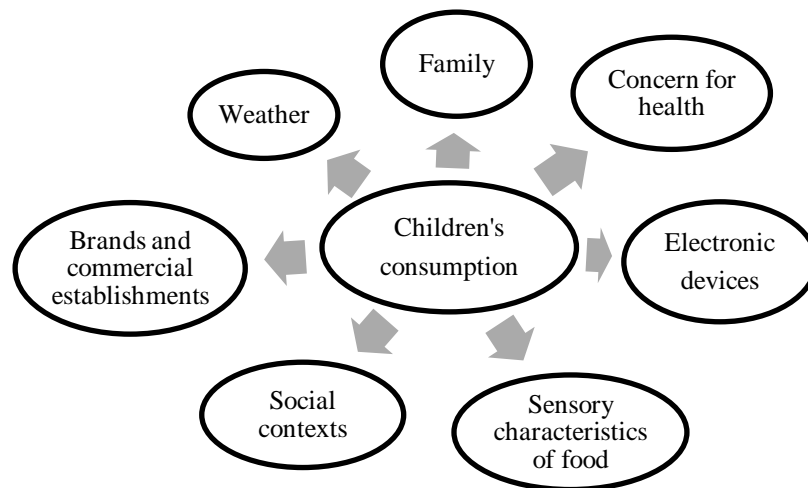 Family
Concern for
health
Weather
Children's
consumption
Brands and
commercial
establishments
Electronic
devices
Social
contexts
Sensory
characteristics
of food